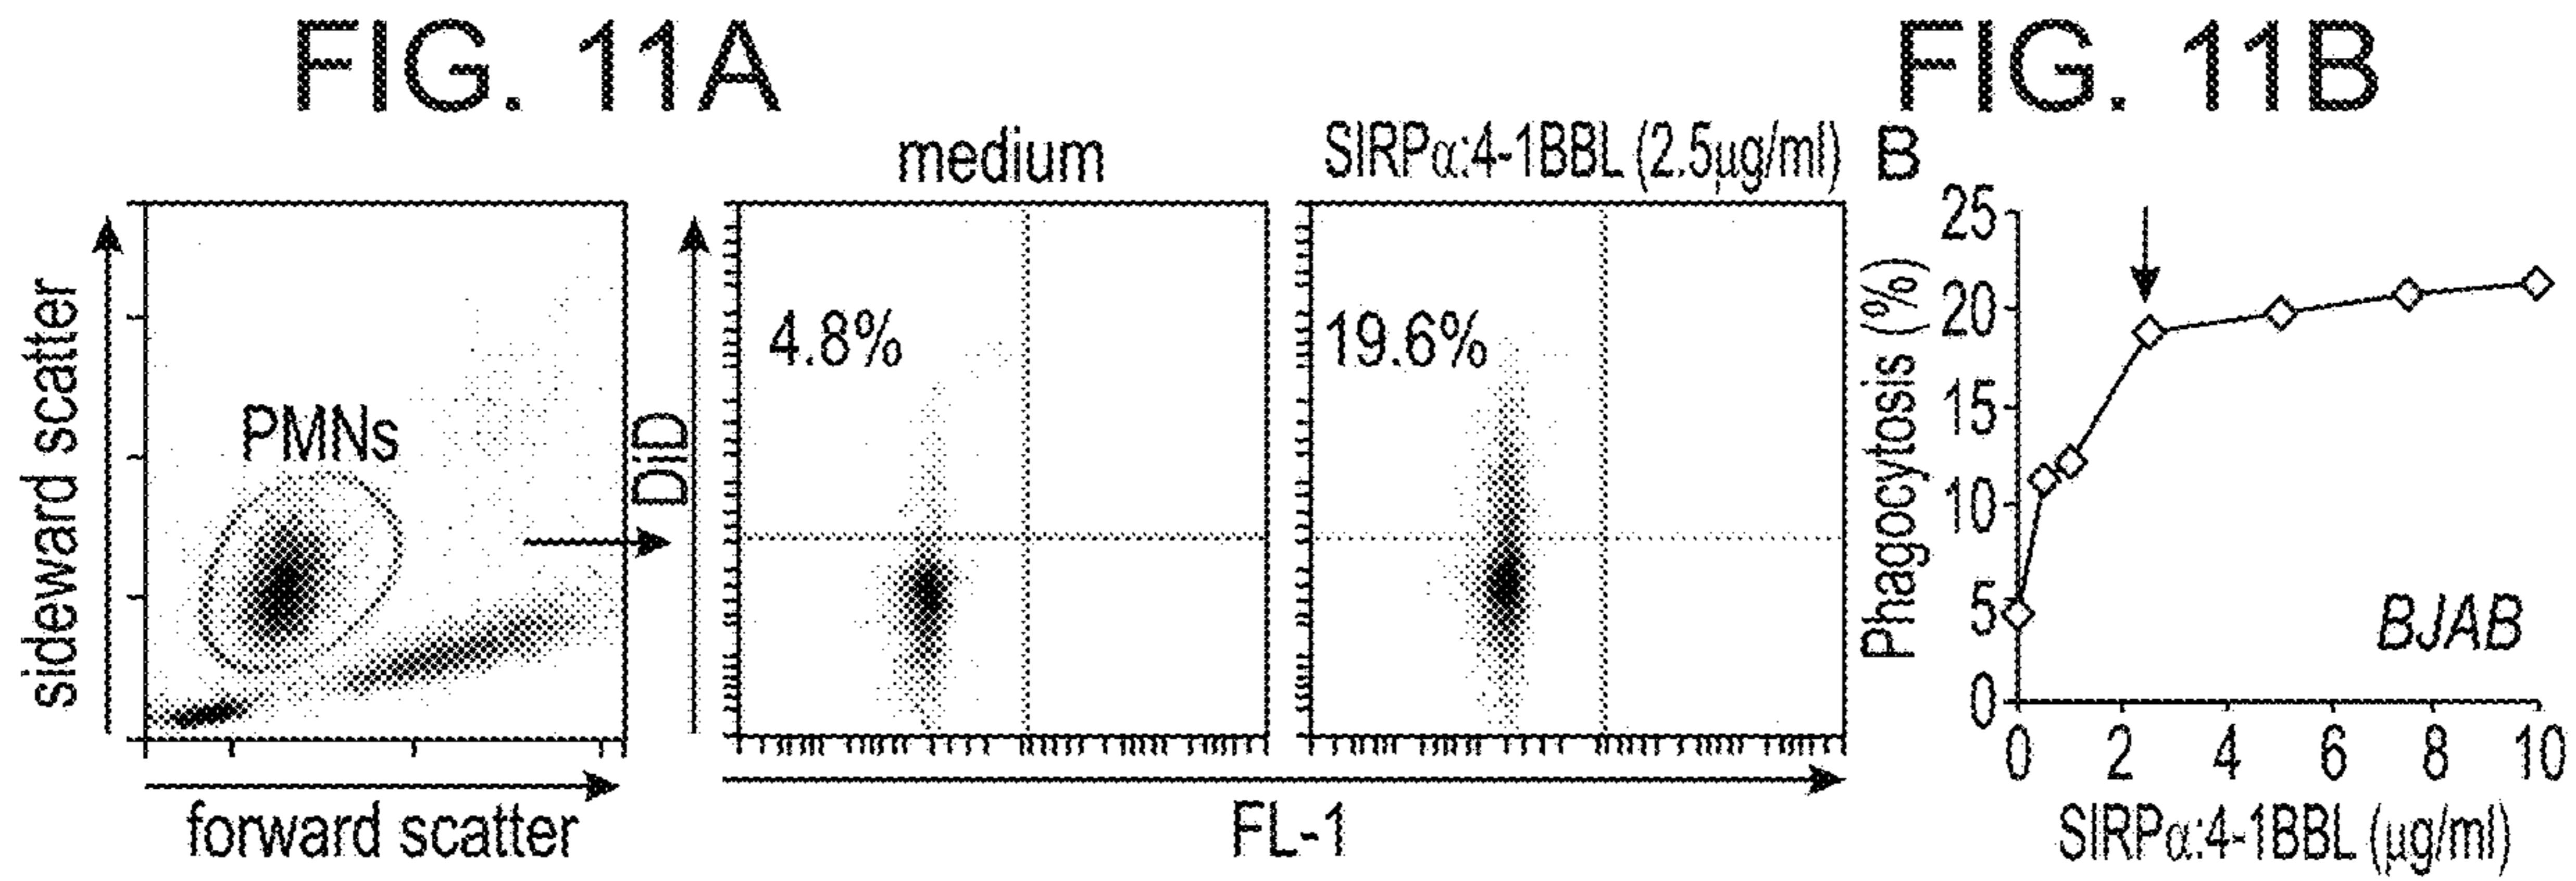 FIG. 11A
FIG. 11B
medium
SIRPα:4-1BBL (2.5μg/ml)
B
sideward scatter
PMNs
forward scatter
DiD
4.8%
19.6%
FL-1
Phagocytosis (%)
25
20
15
10
5
0
BJAB
0 2 4 6 8 10
SIRPα:4-1BBL (μg/ml)